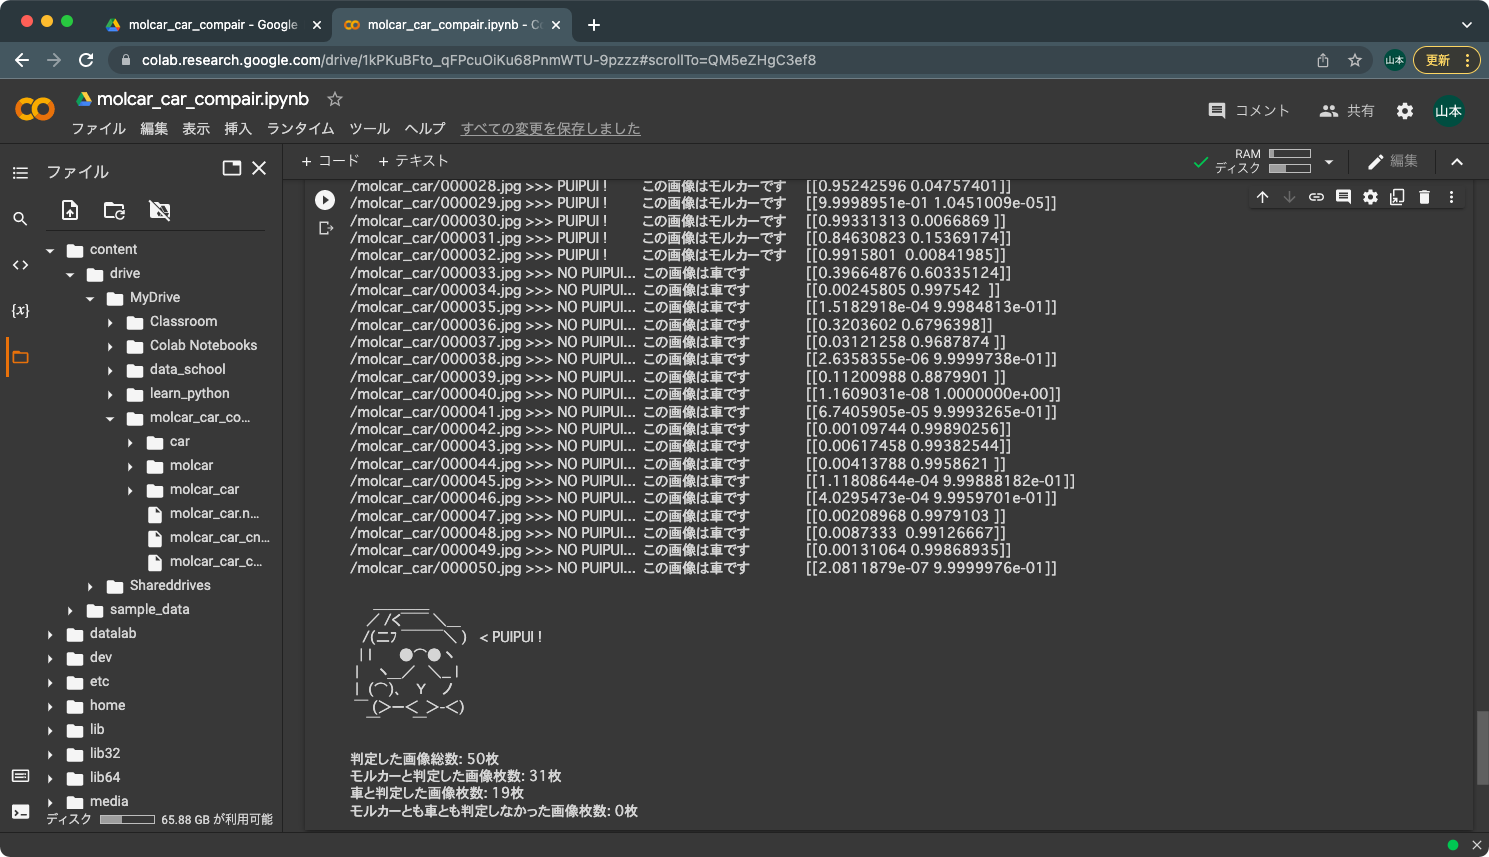 molcar_car_compair - Google
molcar_car_compair.ipynb - Co
colab.research.google.com/drive/1kPKuBFto_qFPcuOiKu68PnmWTU-9pzzz#scrollTo=QM5eZHgC3ef8
山本
更新
molcar_car_compair.ipynb
ファイル 編集 表示 挿入 ランタイム ツール ヘルプ すべての変更を保存しました
コメント
共有
山本
ファイル
+ コード + テキスト
RAM
ディスク
編集
content
drive
MyDrive
Classroom
Colab Notebooks
data_school
learn_python
molcar_car_co...
car
molcar
molcar_car
molcar_car.n...
molcar_car_cn...
molcar_car_c...
Shareddrives
sample_data
datalab
dev
etc
home
lib
lib32
lib64
media
ディスク 65.88 GB が利用可能
/molcar_car/000028.jpg >>> PUIPUI ! この画像はモルカーです [[0.95242596 0.04757401]]
/molcar_car/000029.jpg >>> PUIPUI ! この画像はモルカーです [[9.9998951e-01 1.0451009e-05]]
/molcar_car/000030.jpg >>> PUIPUI ! この画像はモルカーです [[0.99331313 0.0066869 ]]
/molcar_car/000031.jpg >>> PUIPUI ! この画像はモルカーです [[0.84630823 0.15369174]]
/molcar_car/000032.jpg >>> PUIPUI ! この画像はモルカーです [[0.9915801  0.00841985]]
/molcar_car/000033.jpg >>> NO PUIPUI... この画像は車です [[0.39664876 0.60335124]]
/molcar_car/000034.jpg >>> NO PUIPUI... この画像は車です [[0.00245805 0.997542  ]]
/molcar_car/000035.jpg >>> NO PUIPUI... この画像は車です [[1.5182918e-04 9.9984813e-01]]
/molcar_car/000036.jpg >>> NO PUIPUI... この画像は車です [[0.3203602 0.6796398]]
/molcar_car/000037.jpg >>> NO PUIPUI... この画像は車です [[0.03121258 0.9687874 ]]
/molcar_car/000038.jpg >>> NO PUIPUI... この画像は車です [[2.6358355e-06 9.9999738e-01]]
/molcar_car/000039.jpg >>> NO PUIPUI... この画像は車です [[0.11200988 0.8879901 ]]
/molcar_car/000040.jpg >>> NO PUIPUI... この画像は車です [[1.1609031e-08 1.0000000e+00]]
/molcar_car/000041.jpg >>> NO PUIPUI... この画像は車です [[6.7405905e-05 9.9993265e-01]]
/molcar_car/000042.jpg >>> NO PUIPUI... この画像は車です [[0.00109744 0.99890256]]
/molcar_car/000043.jpg >>> NO PUIPUI... この画像は車です [[0.00617458 0.99382544]]
/molcar_car/000044.jpg >>> NO PUIPUI... この画像は車です [[0.00413788 0.9958621 ]]
/molcar_car/000045.jpg >>> NO PUIPUI... この画像は車です [[1.11808644e-04 9.99888182e-01]]
/molcar_car/000046.jpg >>> NO PUIPUI... この画像は車です [[4.0295473e-04 9.9959701e-01]]
/molcar_car/000047.jpg >>> NO PUIPUI... この画像は車です [[0.00208968 0.9979103 ]]
/molcar_car/000048.jpg >>> NO PUIPUI... この画像は車です [[0.0087333  0.99126667]]
/molcar_car/000049.jpg >>> NO PUIPUI... この画像は車です [[0.00131064 0.99868935]]
/molcar_car/000050.jpg >>> NO PUIPUI... この画像は車です [[2.0811879e-07 9.9999976e-01]]
< PUIPUI !
判定した画像総数: 50枚
モルカーと判定した画像枚数: 31枚
車と判定した画像枚数: 19枚
モルカーとも車とも判定しなかった画像枚数: 0枚